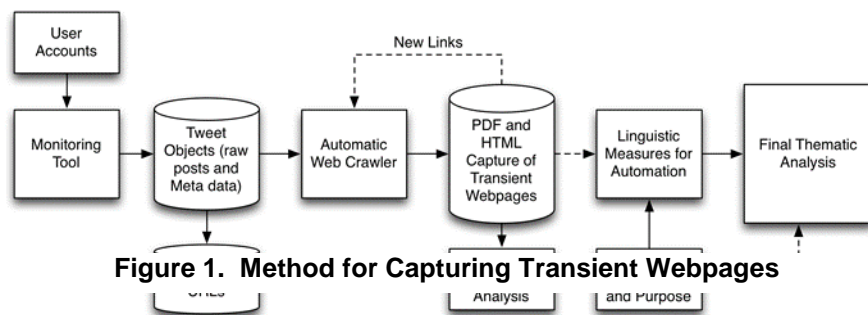 User
Accounts
New Links
Monitoring
Tool
Tweet
Objects (raw
posts and
Meta data)
Automatic
Web Crawler
PDF and
HTML
Capture of
Transient
Webpages
Linguistic
Measures for
Automation
Final Thematic
Analysis
Figure 1. Method for Capturing Transient Webpages
URLs
Analysis
and Purpose